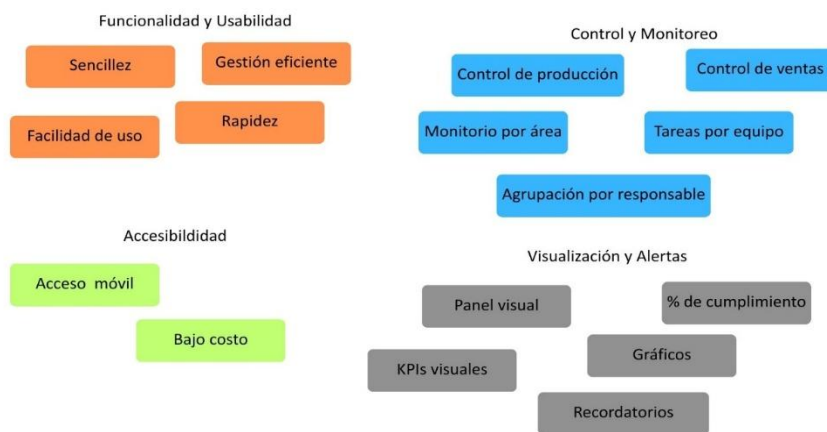 Funcionalidad y Usabilidad
Sencillez
Gestión eficiente
Facilidad de uso
Rapidez
Control y Monitoreo
Control de producción
Control de ventas
Monitorio por área
Tareas por equipo
Agrupación por responsable
Accesibildidad
Acceso móvil
Bajo costo
Visualización y Alertas
Panel visual
% de cumplimiento
KPIs visuales
Gráficos
Recordatorios